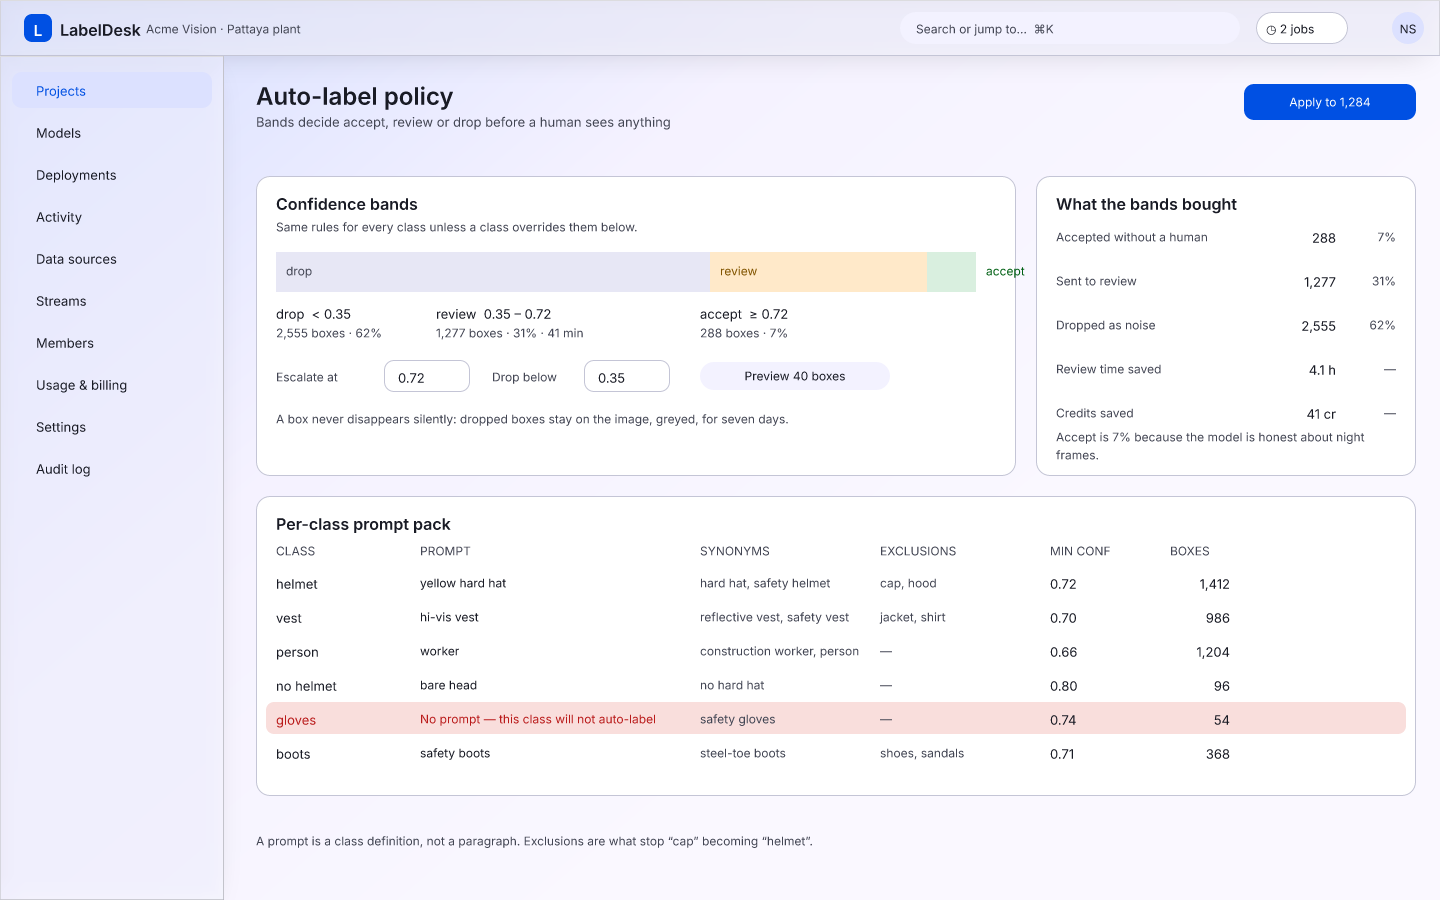 L LabelDesk Acme Vision · Pattaya plant
Search or jump to... ⌘K
◷ 2 jobs
NS
Projects
Models
Deployments
Activity
Data sources
Streams
Members
Usage & billing
Settings
Audit log
Auto-label policy
Bands decide accept, review or drop before a human sees anything
Apply to 1,284
Confidence bands
Same rules for every class unless a class overrides them below.
drop review accept
drop < 0.35 review 0.35 – 0.72 accept ≥ 0.72
2,555 boxes · 62% 1,277 boxes · 31% · 41 min 288 boxes · 7%
Escalate at 0.72 Drop below 0.35 Preview 40 boxes
A box never disappears silently: dropped boxes stay on the image, greyed, for seven days.
What the bands bought
Accepted without a human 288 7%
Sent to review 1,277 31%
Dropped as noise 2,555 62%
Review time saved 4.1 h —
Credits saved 41 cr —
Accept is 7% because the model is honest about night
frames.
Per-class prompt pack
CLASS PROMPT SYNONYMS EXCLUSIONS MIN CONF BOXES
helmet yellow hard hat hard hat, safety helmet cap, hood 0.72 1,412
vest hi-vis vest reflective vest, safety vest jacket, shirt 0.70 986
person worker construction worker, person — 0.66 1,204
no helmet bare head no hard hat — 0.80 96
gloves No prompt — this class will not auto-label safety gloves — 0.74 54
boots safety boots steel-toe boots shoes, sandals 0.71 368
A prompt is a class definition, not a paragraph. Exclusions are what stop “cap” becoming “helmet”.